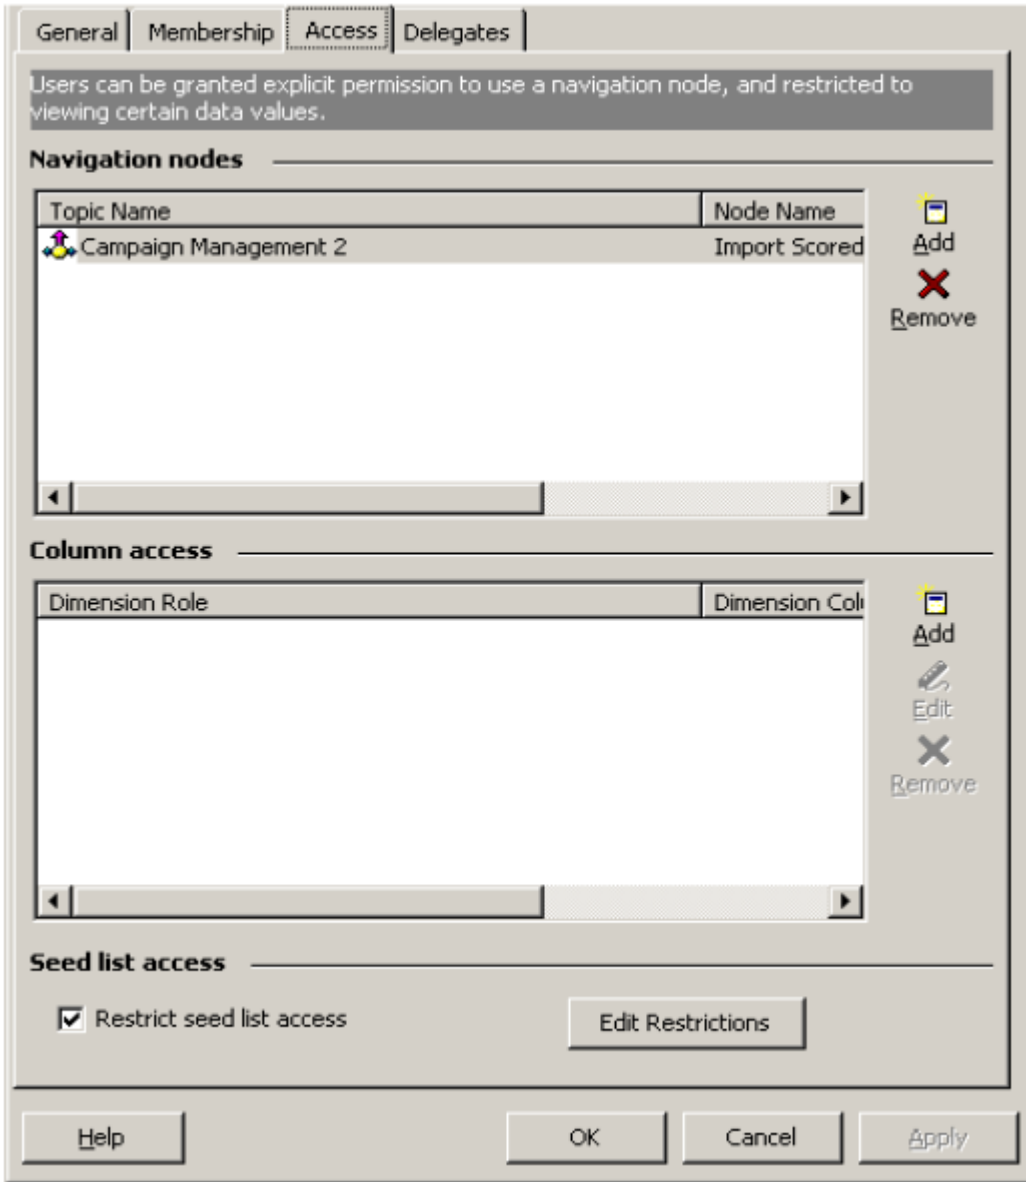 General Membership Access Delegates
Users can be granted explicit permission to use a navigation node, and restricted to
viewing certain data values.
Navigation nodes
Topic Name Node Name
Campaign Management 2 Import Scored
Add
Remove
Column access
Dimension Role Dimension Col
Add
Edit
Remove
Seed list access
Restrict seed list access Edit Restrictions
Help OK Cancel Apply